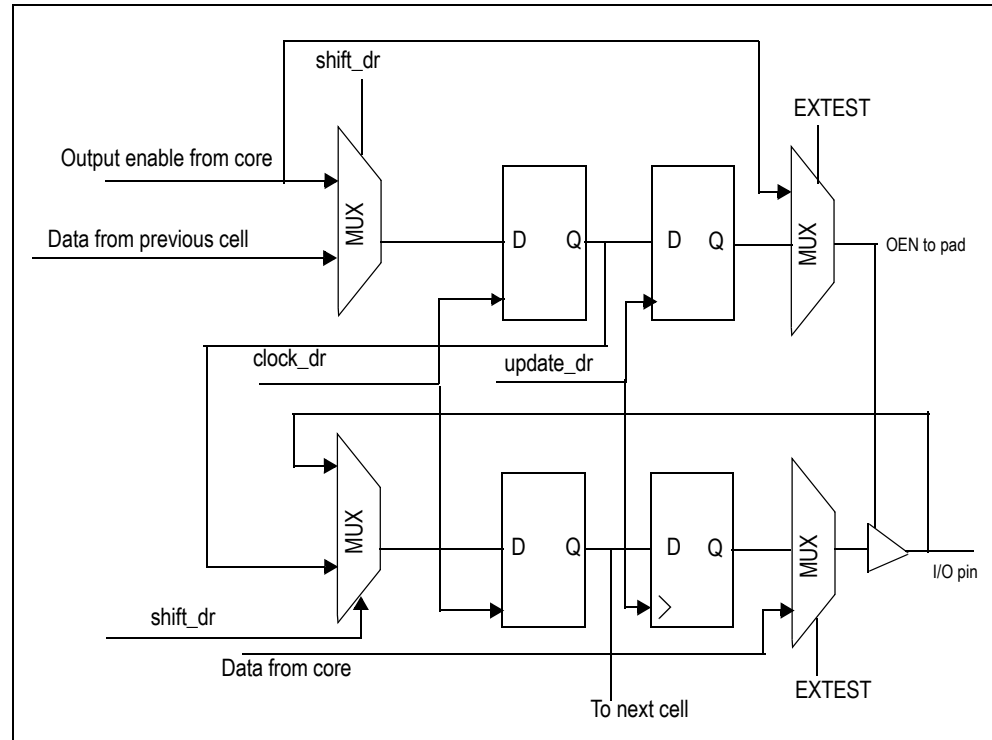 shift_dr
EXTEST
Output enable from core
MUX
D Q
D Q
MUX
OEN to pad
Data from previous cell
clock_dr
update_dr
MUX
D Q
D Q
MUX
I/O pin
shift_dr
Data from core
EXTEST
To next cell